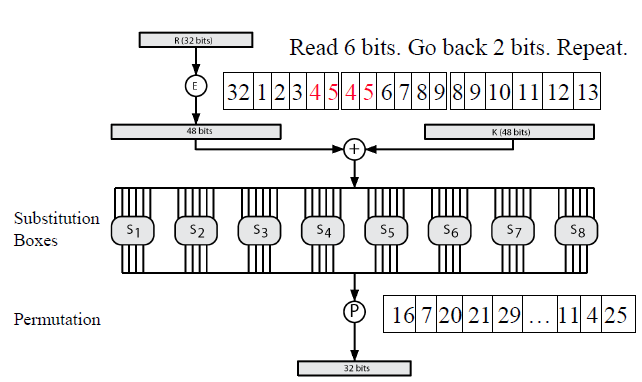 R (32 bits)
Read 6 bits. Go back 2 bits. Repeat.
E
32 1 2 3 4 5 4 5 6 7 8 9 8 9 10 11 12 13
48 bits
K (48 bits)
+
Substitution
Boxes
S1 S2 S3 S4 S5 S6 S7 S8
Permutation
P
16 7 20 21 29 ... 11 4 25
32 bits